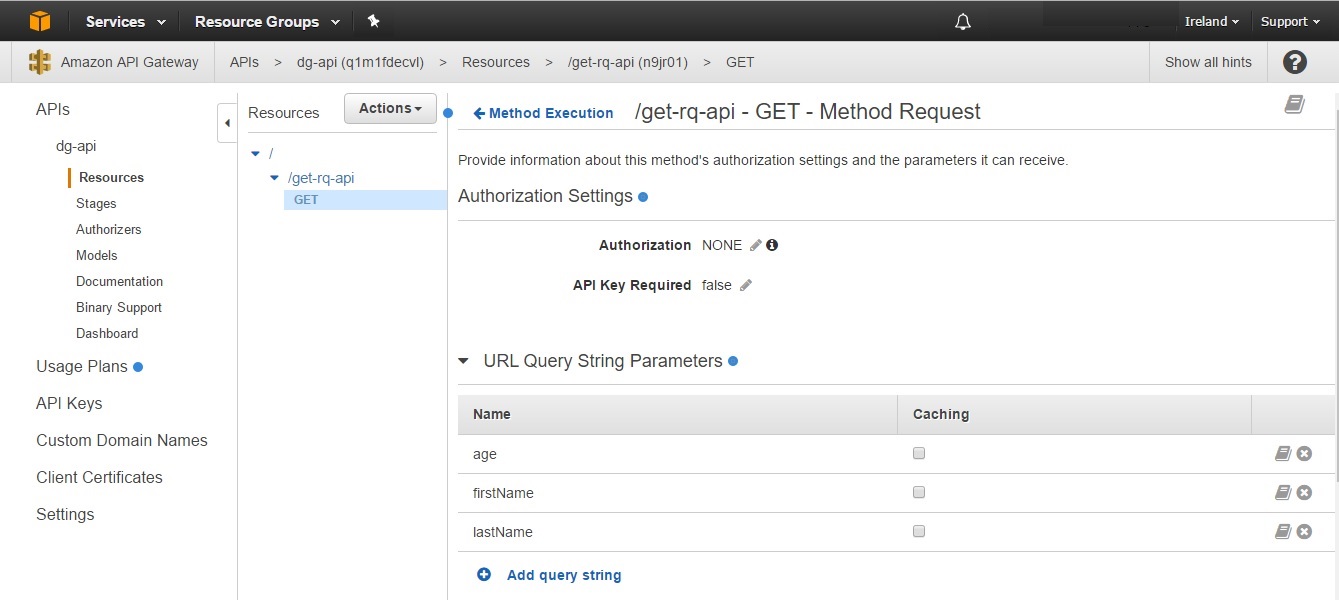 Services Resource Groups Ireland Support
Amazon API Gateway APIs > dg-api (q1m1fdecvl) > Resources > /get-rq-api (n9jr01) > GET Show all hints ?
APIs
dg-api
Resources
Stages
Authorizers
Models
Documentation
Binary Support
Dashboard
Usage Plans
API Keys
Custom Domain Names
Client Certificates
Settings
Resources Actions
/
/get-rq-api
GET
Method Execution /get-rq-api - GET - Method Request
Provide information about this method's authorization settings and the parameters it can receive.
Authorization Settings
Authorization NONE
API Key Required false
URL Query String Parameters
Name Caching
age
firstName
lastName
Add query string